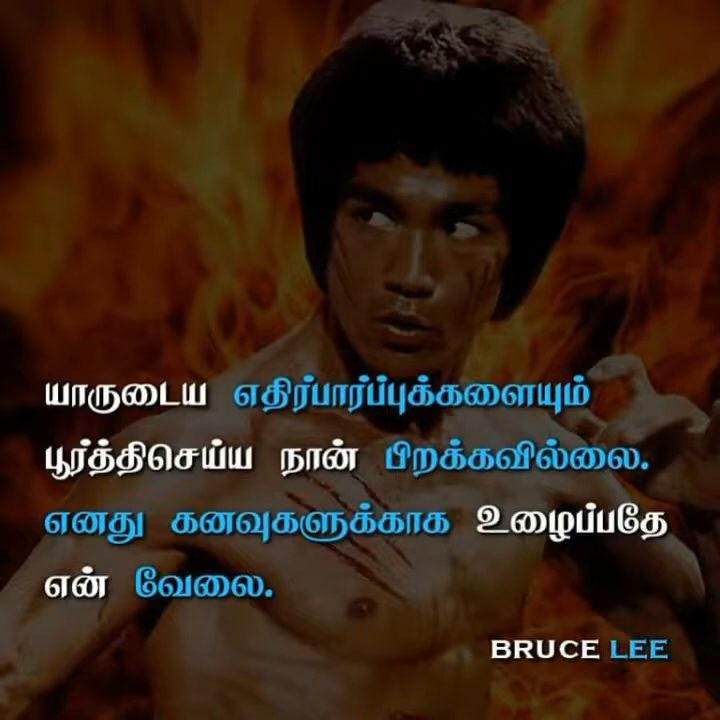 யாருடைய எதிர்பார்ப்புக்களையும்
பூர்த்திசெய்ய நான் பிறக்கவில்லை.
எனது கனவுகளுக்காக உழைப்பதே
என் வேலை.
BRUCE LEE